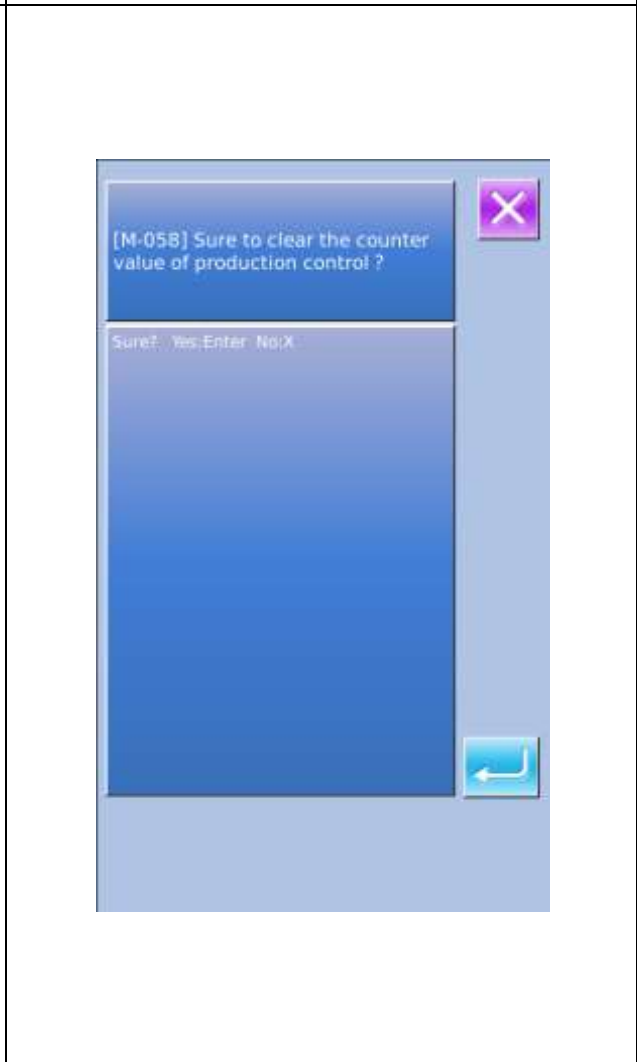 [M-058] Sure to clear the counter
value of production control ?
Sure? Yes:Enter No:X